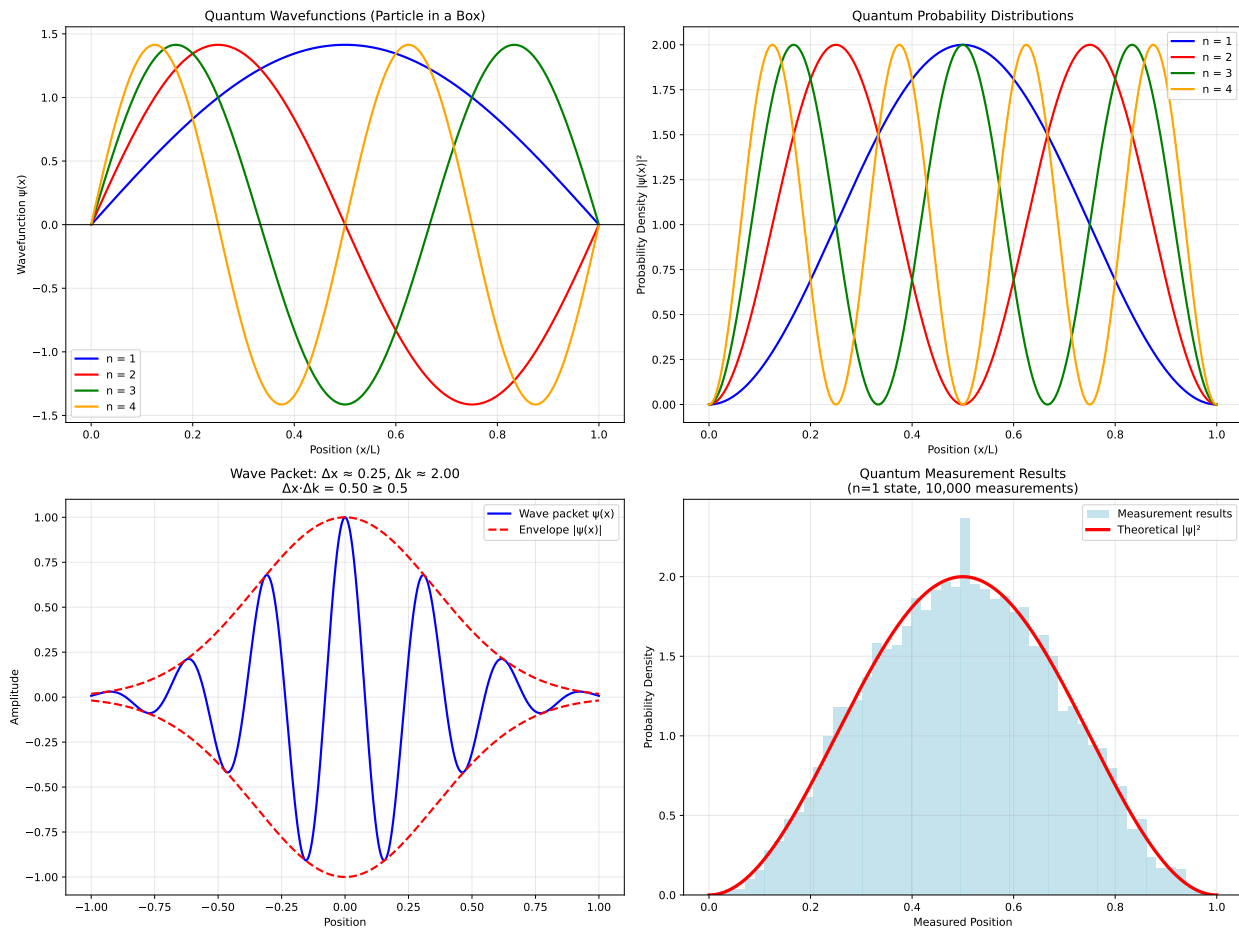 Quantum Wavefunctions (Particle in a Box)
Wavefunction ψ(x)
1.5
1.0
0.5
0.0
−0.5
−1.0
−1.5
n = 1
n = 2
n = 3
n = 4
0.0 0.2 0.4 0.6 0.8 1.0
Position (x/L)
Quantum Probability Distributions
Probability Density |ψ(x)|²
2.00
1.75
1.50
1.25
1.00
0.75
0.50
0.25
0.00
n = 1
n = 2
n = 3
n = 4
0.0 0.2 0.4 0.6 0.8 1.0
Position (x/L)
Wave Packet: Δx ≈ 0.25, Δk ≈ 2.00
Δx·Δk = 0.50 ≥ 0.5
Amplitude
1.00
0.75
0.50
0.25
0.00
−0.25
−0.50
−0.75
−1.00
Wave packet ψ(x)
Envelope |ψ(x)|
−1.00 −0.75 −0.50 −0.25 0.00 0.25 0.50 0.75 1.00
Position
Quantum Measurement Results
(n=1 state, 10,000 measurements)
Probability Density
2.0
1.5
1.0
0.5
0.0
Measurement results
Theoretical |ψ|²
0.0 0.2 0.4 0.6 0.8 1.0
Measured Position